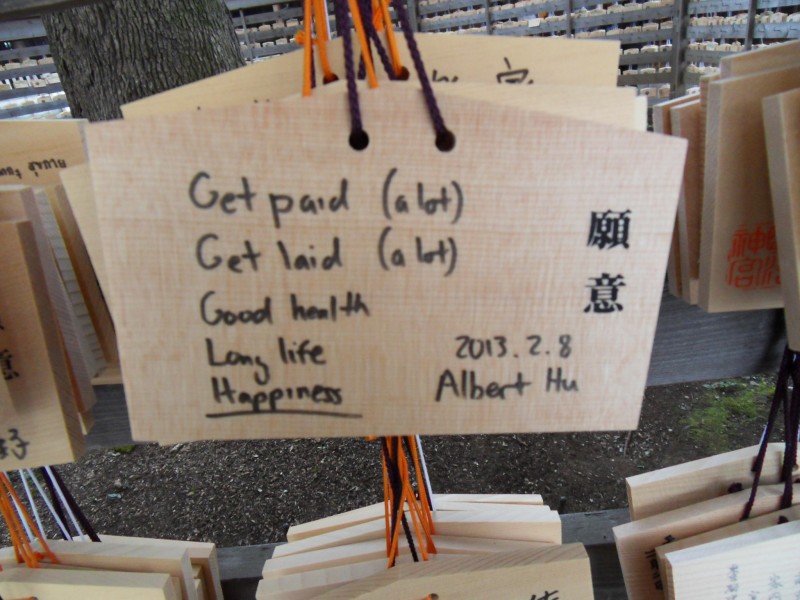 Get paid (a lot)
Get laid (a lot)
Good health
Long life
Happiness
2013.2.8
Albert Hu
願意